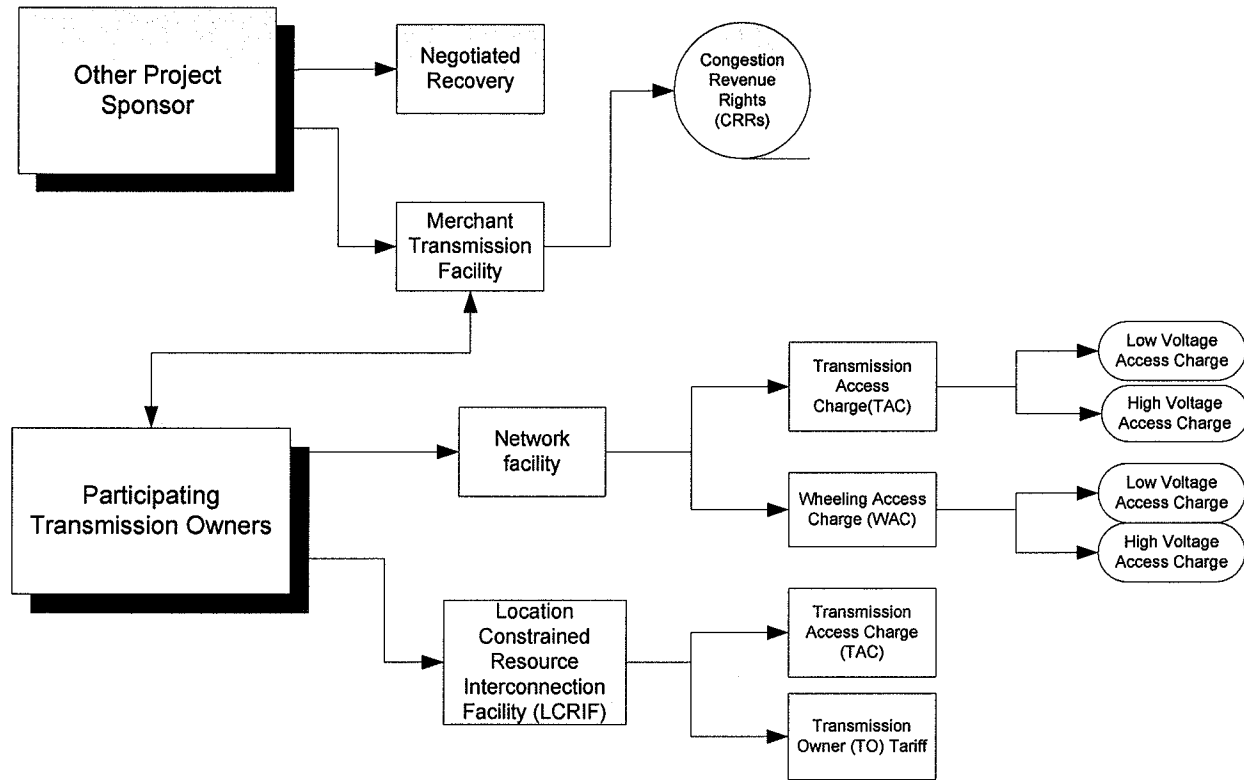 Other Project
Sponsor
Negotiated
Recovery
Congestion
Revenue
Rights
(CRRs)
Merchant
Transmission
Facility
Participating
Transmission Owners
Network
facility
Transmission
Access
Charge(TAC)
Low Voltage
Access Charge
High Voltage
Access Charge
Wheeling Access
Charge (WAC)
Low Voltage
Access Charge
High Voltage
Access Charge
Location
Constrained
Resource
Interconnection
Facility (LCRIF)
Transmission
Access Charge
(TAC)
Transmission
Owner (TO) Tariff